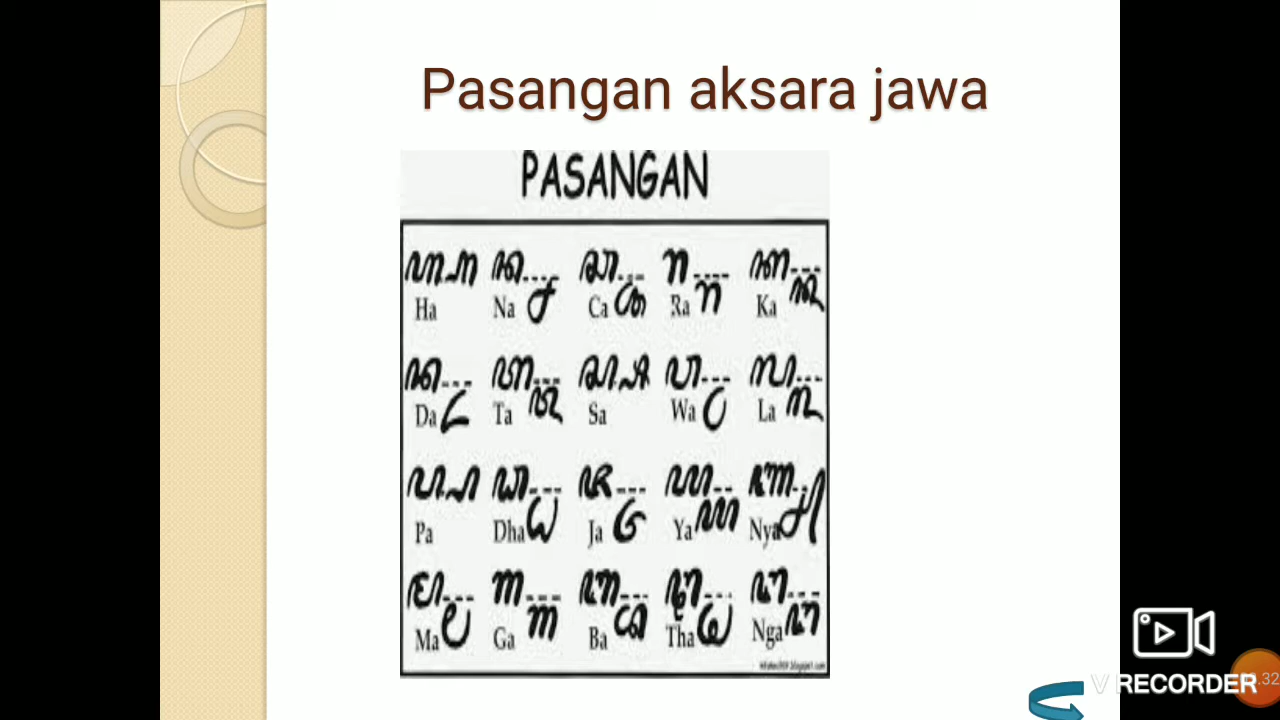 Pasangan aksara jawa
PASANGAN
ꦲ ꦤ ꦕ ꦫ ꦏ
Ha Na Ca Ra Ka
ꦢ ꦠ ꦱ ꦮ ꦭ
Da Ta Sa Wa La
ꦥ ꦝ ꦗ ꦪ ꦚ
Pa Dha Ja Ya Nya
ꦩ ꦒ ꦧ ꦛ ꦔ
Ma Ga Ba Tha Nga
V RECORDER